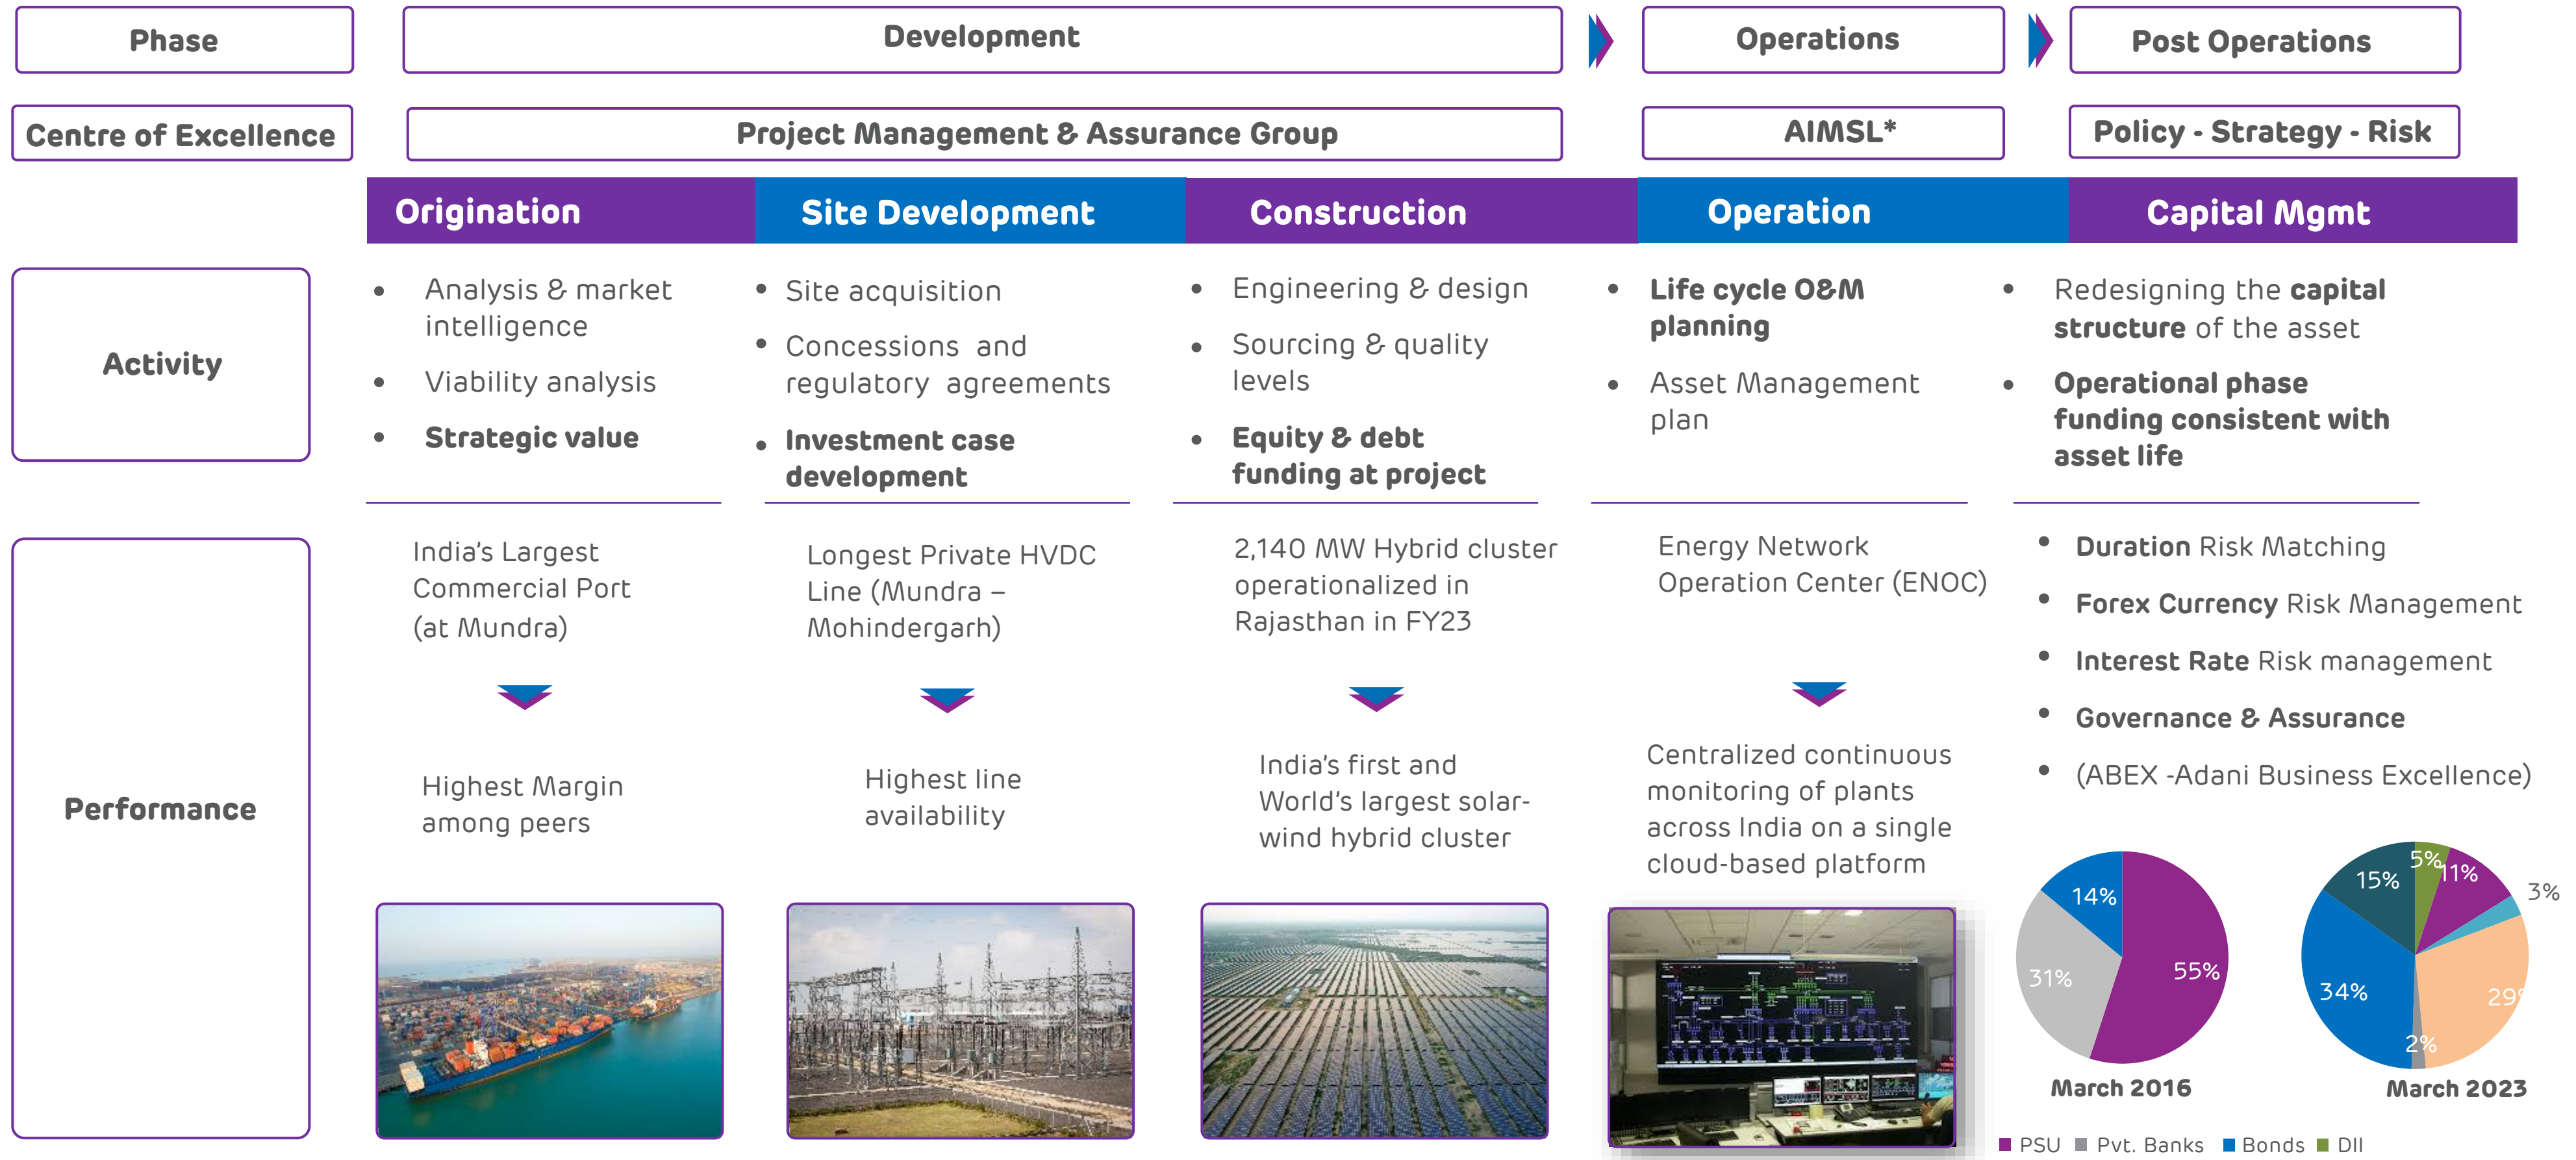 Phase
Development
Operations
Post Operations
Centre of Excellence
Project Management & Assurance Group
AIMSL*
Policy - Strategy - Risk
Origination
Site Development
Construction
Operation
Capital Mgmt
Activity
• Analysis & market
intelligence
• Viability analysis
• Strategic value
• Site acquisition
• Concessions and
regulatory agreements
• Investment case
development
• Engineering & design
• Sourcing & quality
levels
• Equity & debt
funding at project
• Life cycle O&M
planning
• Asset Management
plan
• Redesigning the capital
structure of the asset
• Operational phase
funding consistent with
asset life
Performance
India's Largest
Commercial Port
(at Mundra)
Highest Margin
among peers
Longest Private HVDC
Line (Mundra –
Mohindergarh)
Highest line
availability
2,140 MW Hybrid cluster
operationalized in
Rajasthan in FY23
India's first and
World's largest solar-
wind hybrid cluster
Energy Network
Operation Center (ENOC)
Centralized continuous
monitoring of plants
across India on a single
cloud-based platform
• Duration Risk Matching
• Forex Currency Risk Management
• Interest Rate Risk management
• Governance & Assurance
• (ABEX -Adani Business Excellence)
14%
31%
55%
March 2016
5%
11%
15%
3%
34%
29%
2%
March 2023
PSU
Pvt. Banks
Bonds
DII